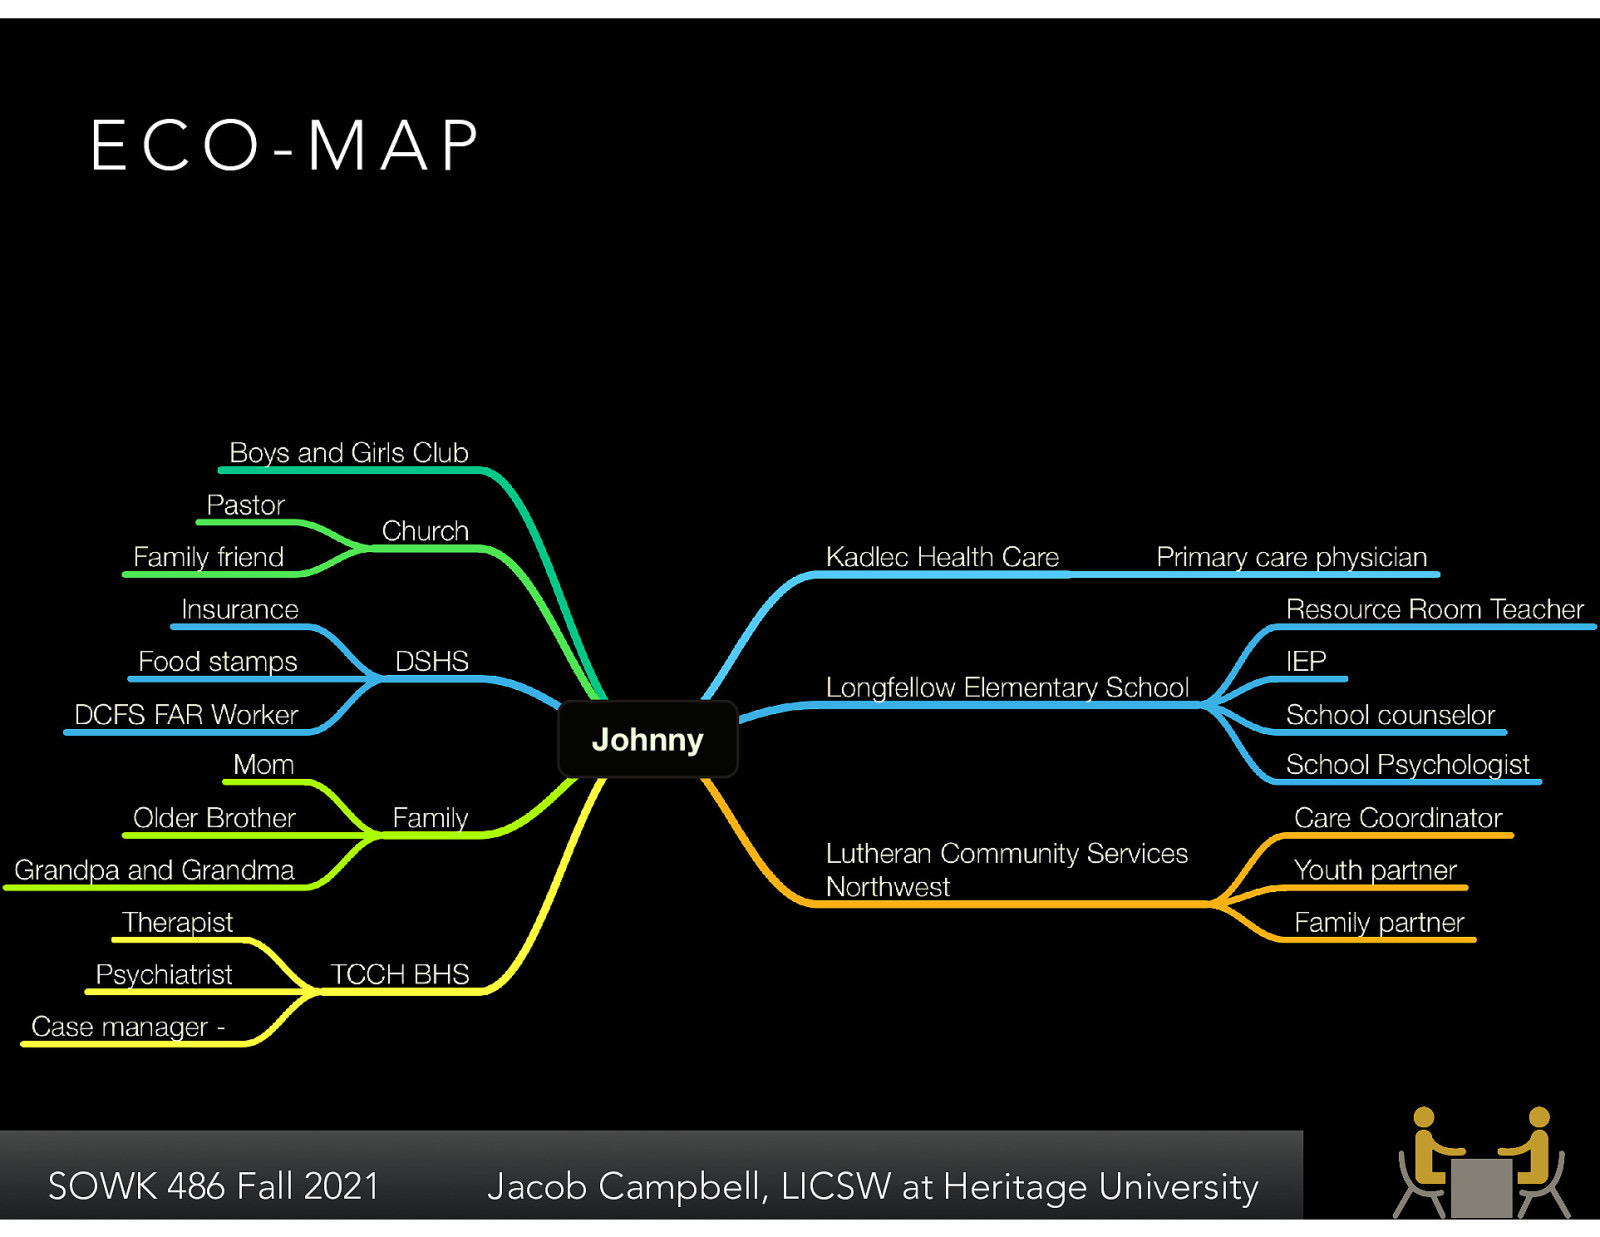 ECO-MAP
Boys and Girls Club
Pastor
Church
Family friend
Insurance
Food stamps
DSHS
DCFS FAR Worker
Mom
Older Brother
Family
Grandpa and Grandma
Therapist
Psychiatrist
TCCH BHS
Case manager -
Johnny
Kadlec Health Care
Primary care physician
Longfellow Elementary School
Resource Room Teacher
IEP
School counselor
School Psychologist
Lutheran Community Services
Northwest
Care Coordinator
Youth partner
Family partner
SOWK 486 Fall 2021
Jacob Campbell, LICSW at Heritage University